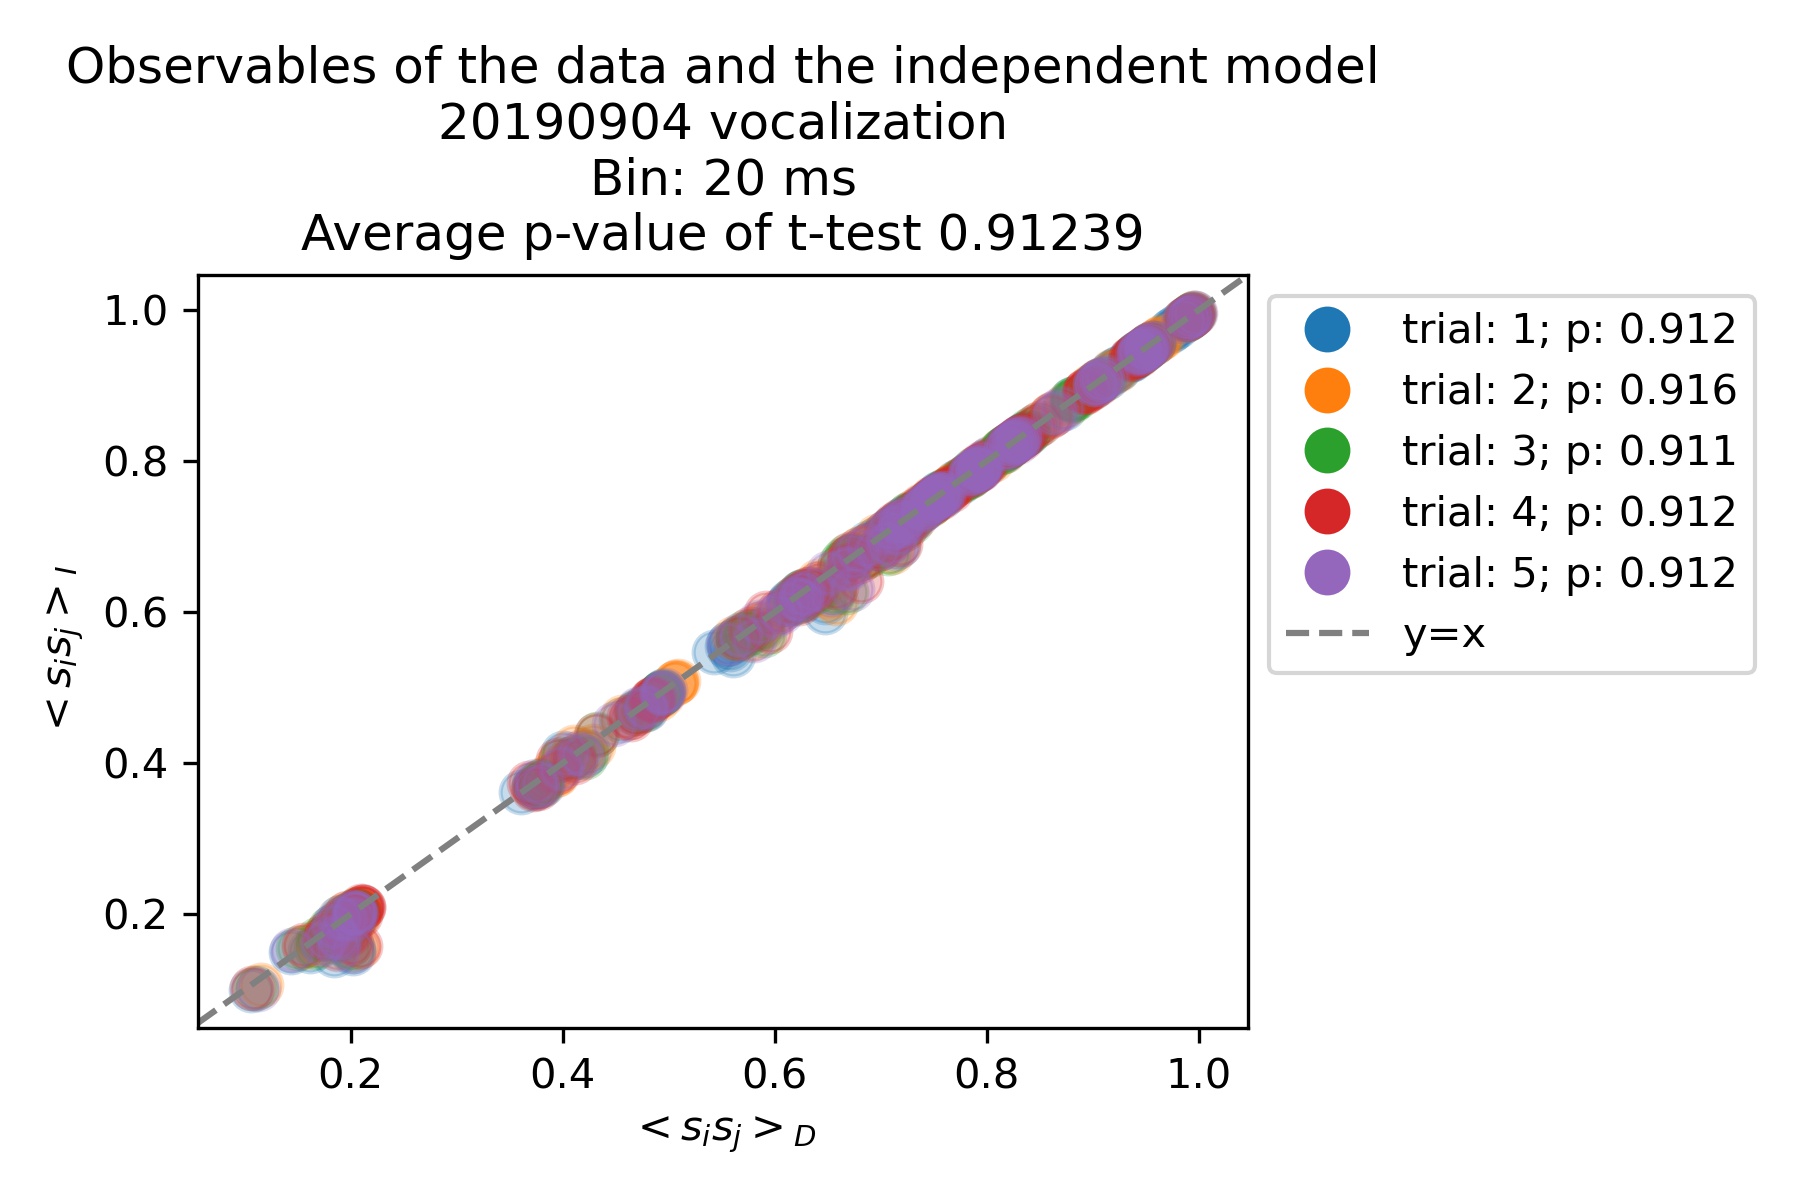 Observables of the data and the independent model
20190904 vocalization
Bin: 20 ms
Average p-value of t-test 0.91239
1.0
0.8
0.6
0.4
0.2
< s_i s_j >_I
0.2 0.4 0.6 0.8 1.0
< s_i s_j >_D
trial: 1; p: 0.912
trial: 2; p: 0.916
trial: 3; p: 0.911
trial: 4; p: 0.912
trial: 5; p: 0.912
y=x